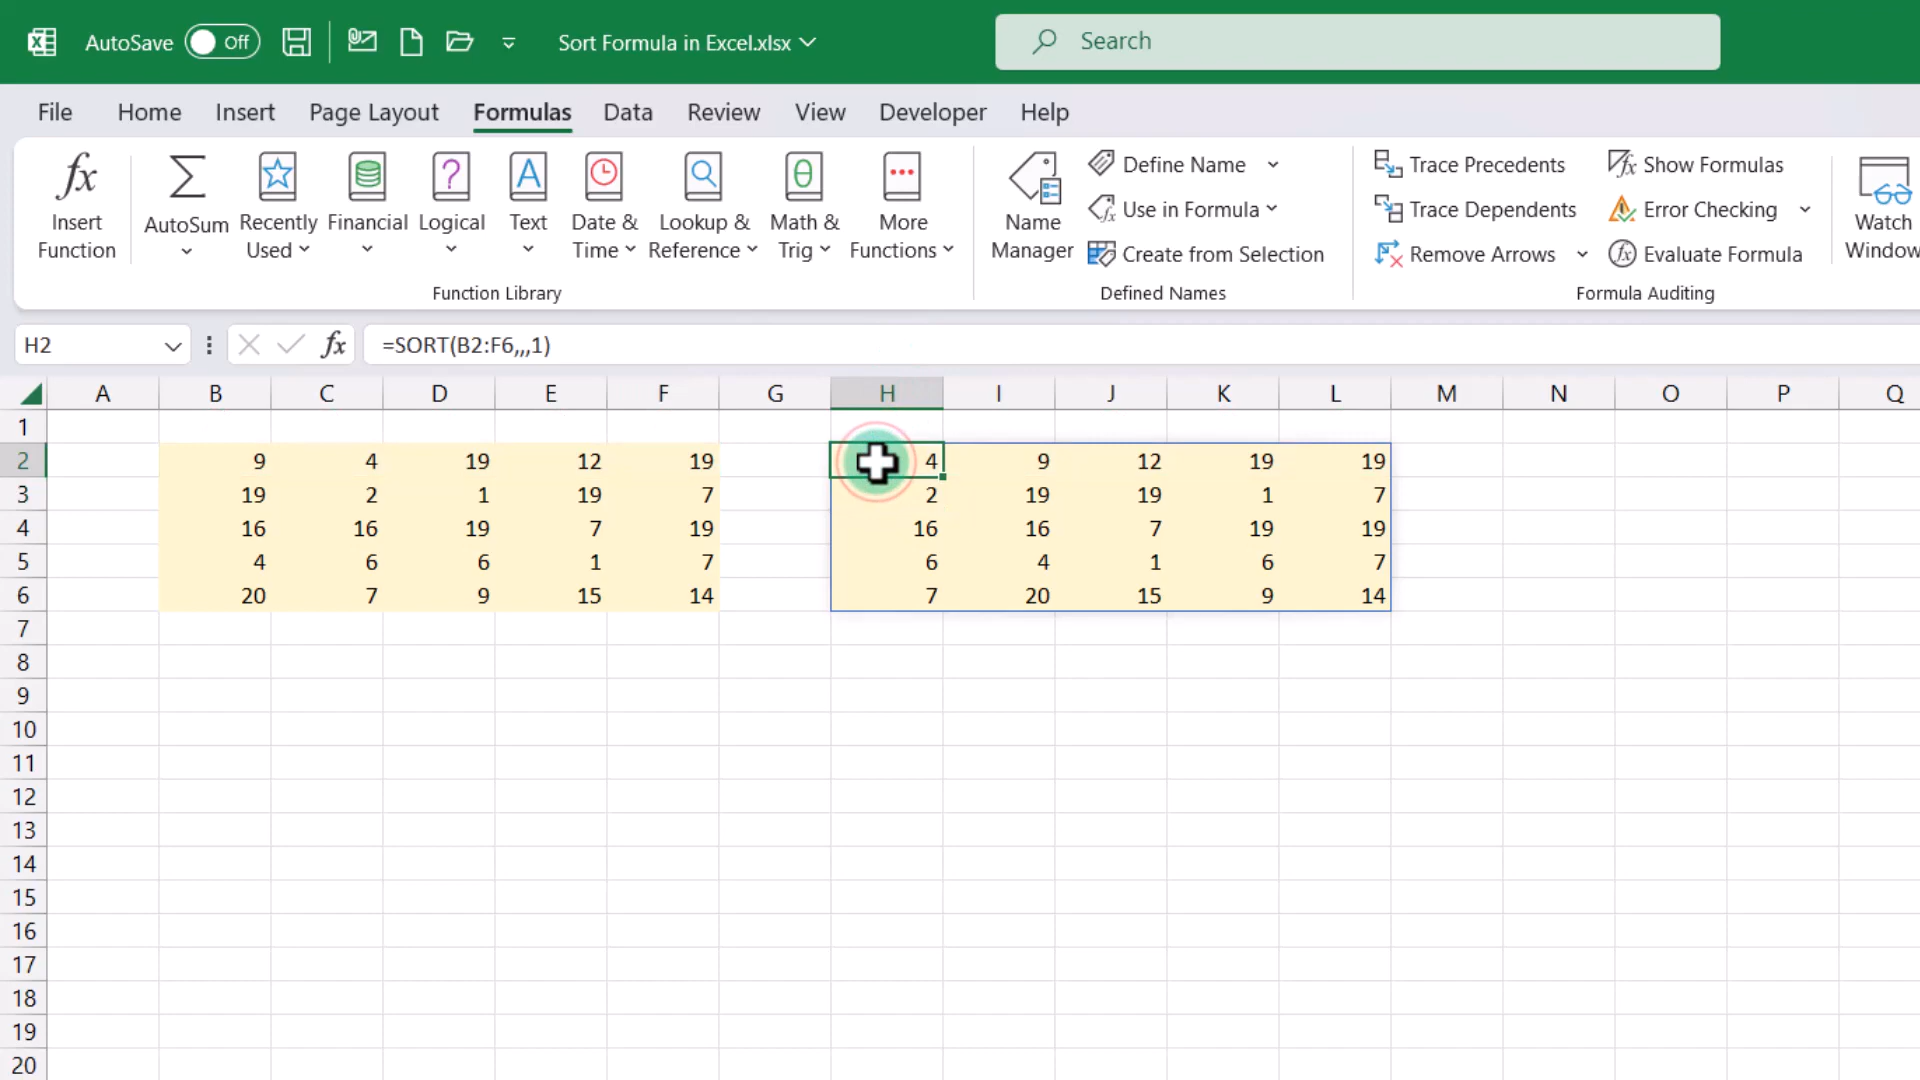 AutoSave Off Sort Formula in Excel.xlsx Search
File Home Insert Page Layout Formulas Data Review View Developer Help
Insert Function
AutoSum
Recently Used
Financial
Logical
Text
Date & Time
Lookup & Reference
Math & Trig
More Functions
Function Library
Name Manager
Define Name
Use in Formula
Create from Selection
Defined Names
Trace Precedents
Trace Dependents
Remove Arrows
Show Formulas
Error Checking
Evaluate Formula
Formula Auditing
Watch Window
H2 fx =SORT(B2:F6,,,1)
A B C D E F G H I J K L M N O P Q
1
2 9 4 19 12 19 4 9 12 19 19
3 19 2 1 19 7 2 19 19 1 7
4 16 16 19 7 19 16 16 7 19 19
5 4 6 6 1 7 6 4 1 6 7
6 20 7 9 15 14 7 20 15 9 14
7
8
9
10
11
12
13
14
15
16
17
18
19
20